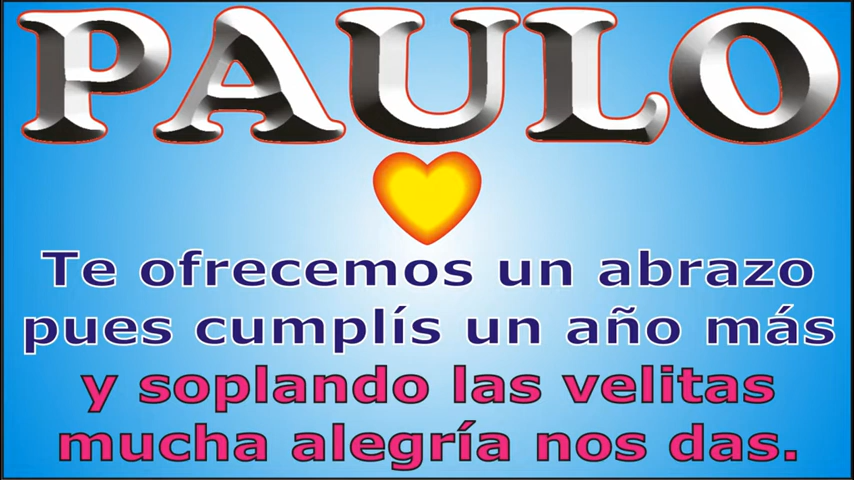 PAULO
Te ofrecemos un abrazo
pues cumplís un año más
y soplando las velitas
mucha alegría nos das.